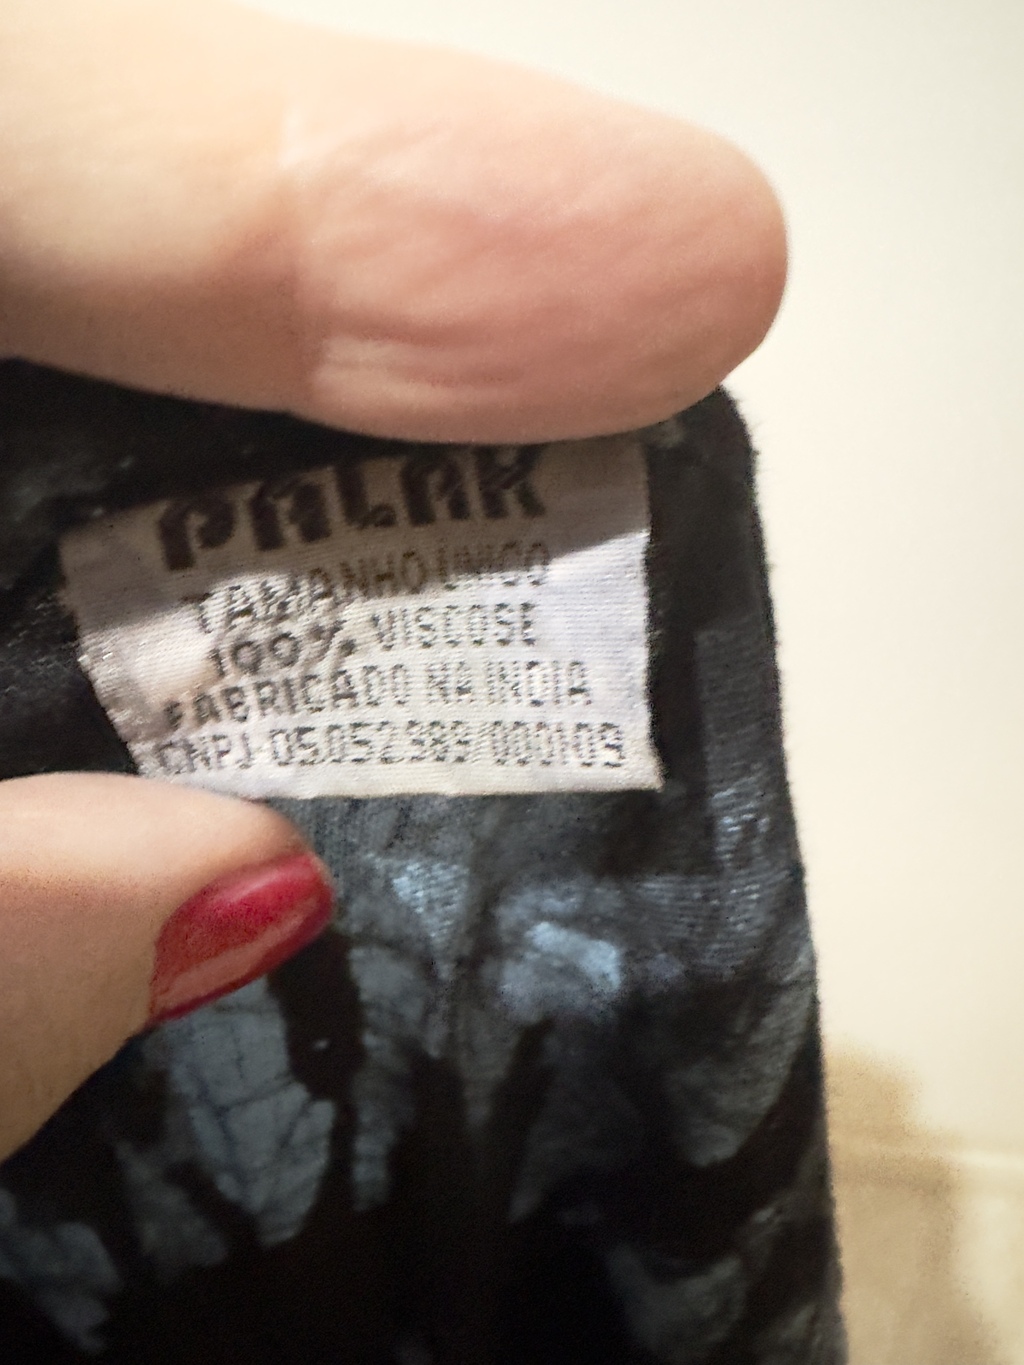 PALAK
TAMANHO ÚNICO
100% VISCOSE
FABRICADO NA INDIA
CNPJ 05.052.989/0001-09